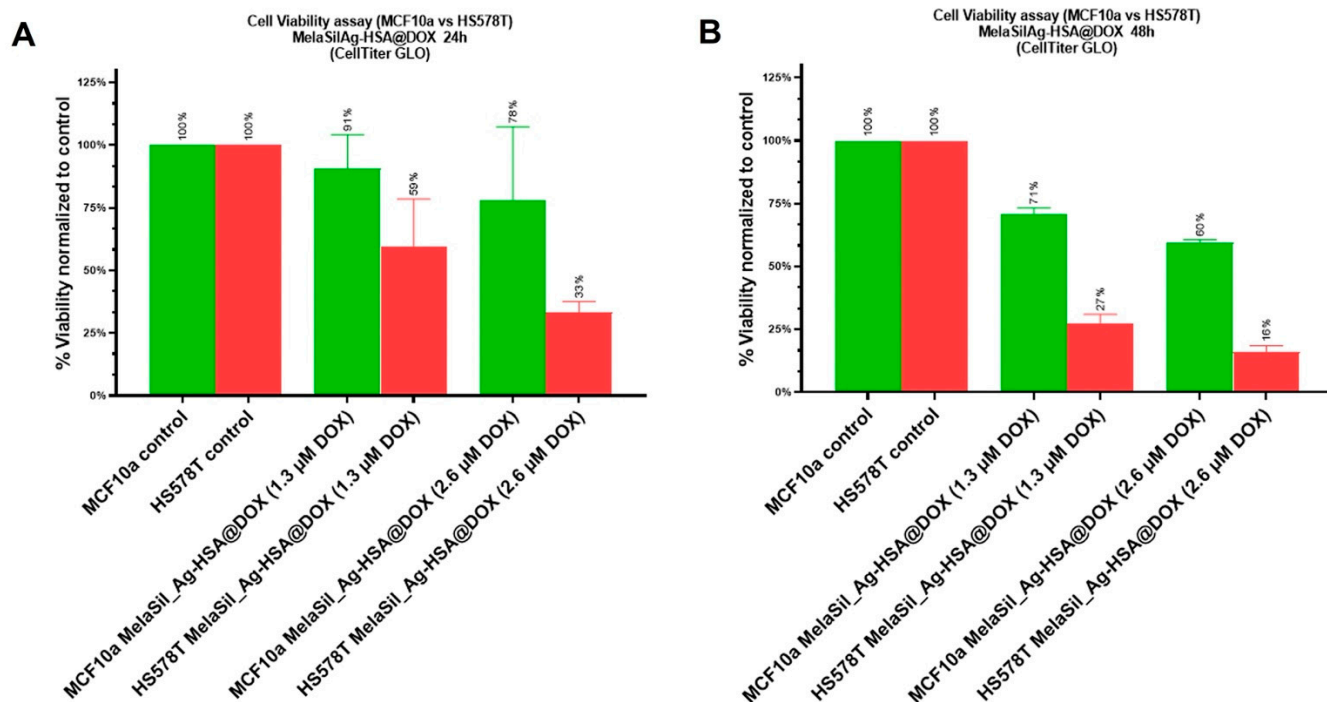 A
Cell Viability assay (MCF10a vs HS578T)
MelaSilAg-HSA@DOX 24h
(CellTiter GLO)
% Viability normalized to control
125%
100%
75%
50%
25%
0%
100%
100%
91%
59%
78%
33%
MCF10a control
HS578T control
MCF10a MelaSil_Ag-HSA@DOX (1.3 µM DOX)
HS578T MelaSil_Ag-HSA@DOX (1.3 µM DOX)
MCF10a MelaSil_Ag-HSA@DOX (2.6 µM DOX)
HS578T MelaSil_Ag-HSA@DOX (2.6 µM DOX)
B
Cell Viability assay (MCF10a vs HS578T)
MelaSilAg-HSA@DOX 48h
(CellTiter GLO)
% Viability normalized to control
125%
100%
75%
50%
25%
0%
100%
100%
71%
27%
60%
16%
MCF10a control
HS578T control
MCF10a MelaSil_Ag-HSA@DOX (1.3 µM DOX)
HS578T MelaSil_Ag-HSA@DOX (1.3 µM DOX)
MCF10a MelaSil_Ag-HSA@DOX (2.6 µM DOX)
HS578T MelaSil_Ag-HSA@DOX (2.6 µM DOX)